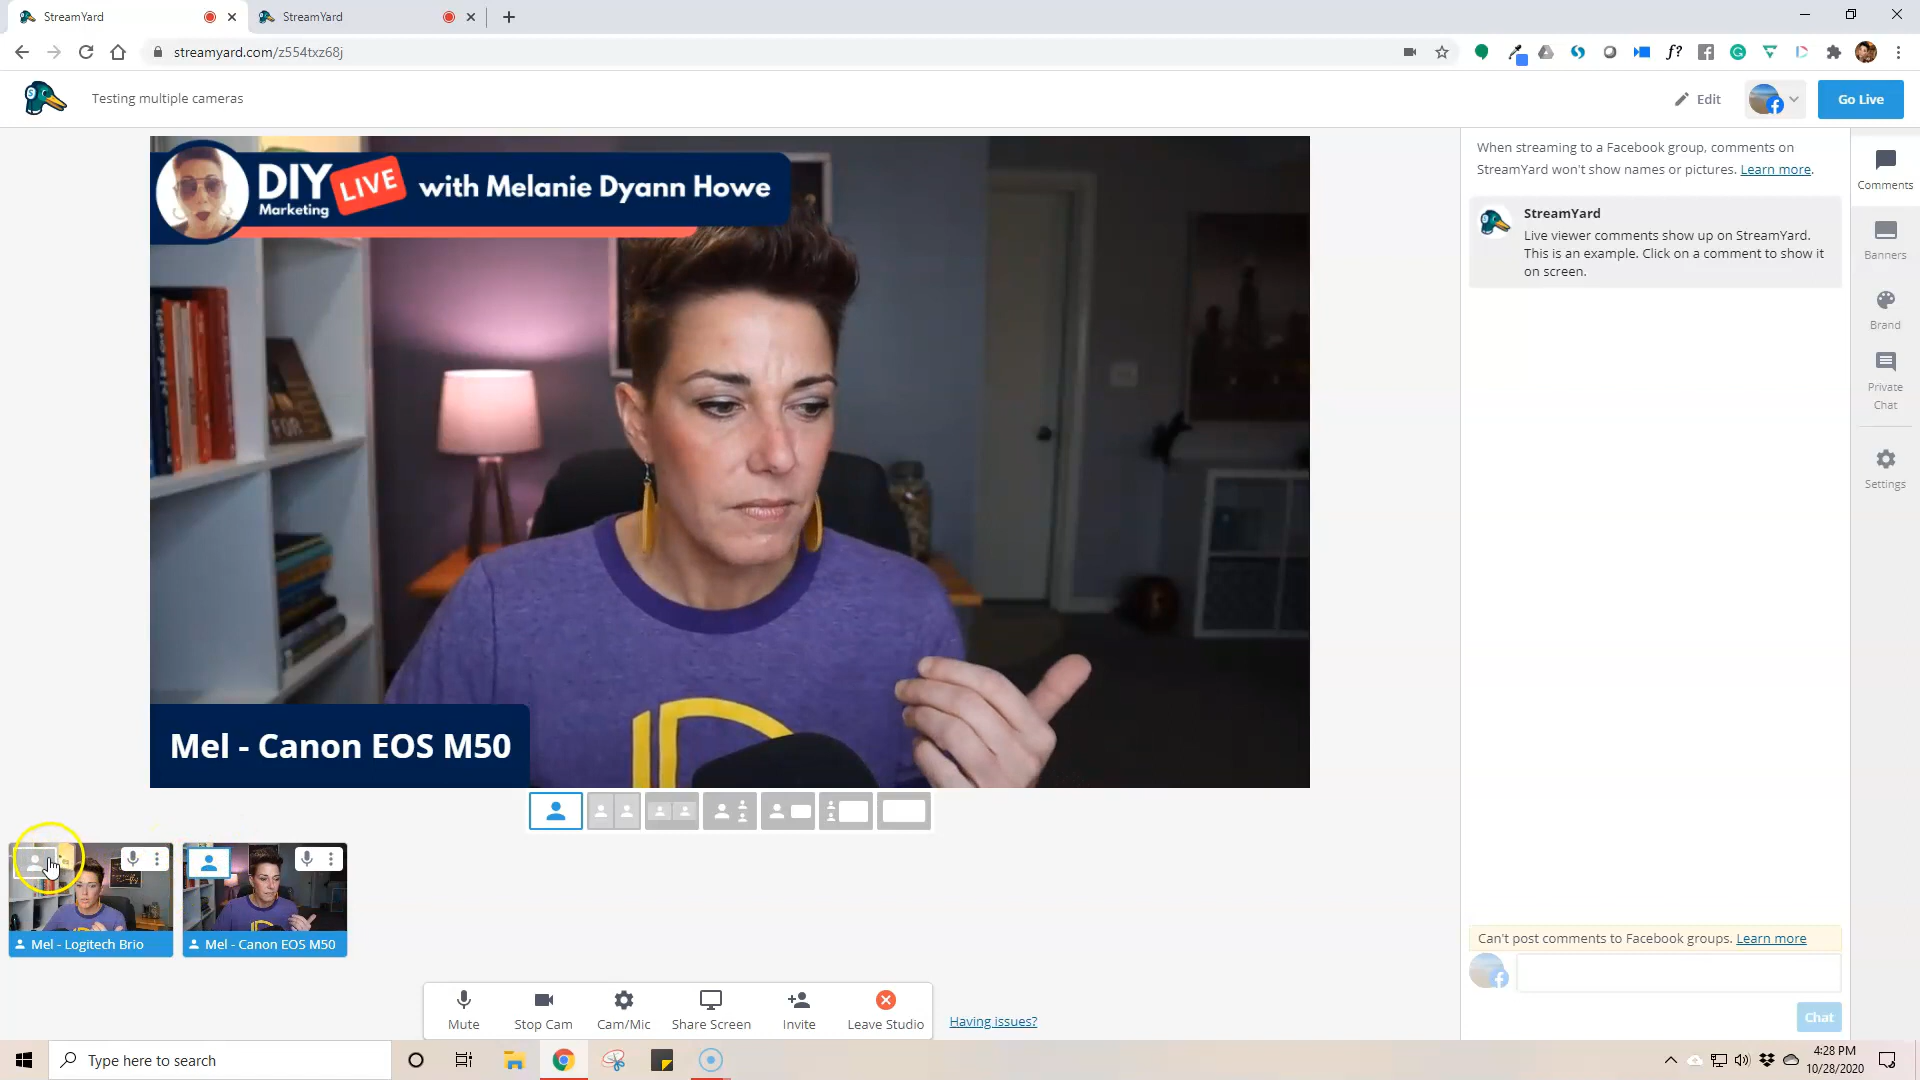 StreamYard
StreamYard
streamyard.com/z554txz68j
f?
Testing multiple cameras
Edit
Go Live
DIY
Marketing
LIVE
with Melanie Dyann Howe
Mel - Canon EOS M50
When streaming to a Facebook group, comments on
StreamYard won't show names or pictures. Learn more.
StreamYard
Live viewer comments show up on StreamYard.
This is an example. Click on a comment to show it
on screen.
Comments
Banners
Brand
Private
Chat
Settings
Mel - Logitech Brio
Mel - Canon EOS M50
Can't post comments to Facebook groups. Learn more
Chat
Mute
Stop Cam
Cam/Mic
Share Screen
Invite
Leave Studio
Having issues?
Type here to search
4:28 PM
10/28/2020